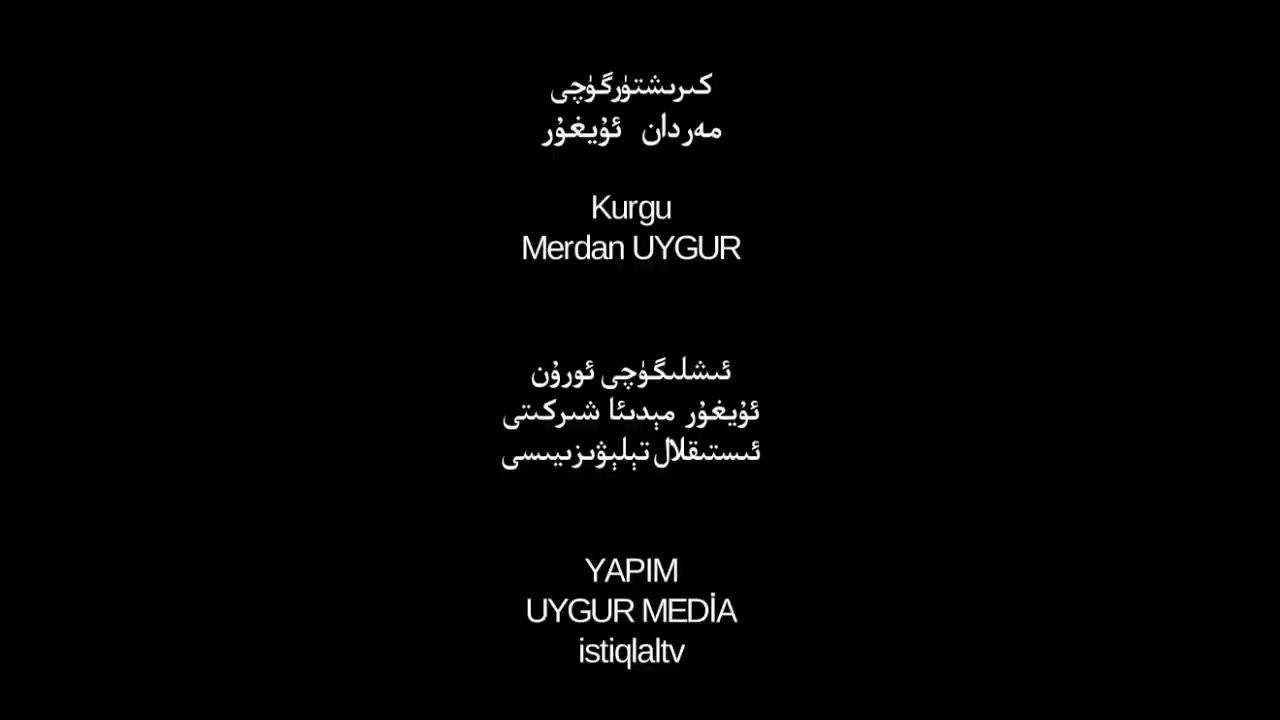 كىرىشتۈرگۈچى
مەردان ئۇيغۇر
Kurgu
Merdan UYGUR
ئىشلىگۈچى ئورۇن
ئۇيغۇر مېدىئا شىركىتى
ئىستىقلال تېلېۋىزىيىسى
YAPIM
UYGUR MEDİA
istiqlaltv